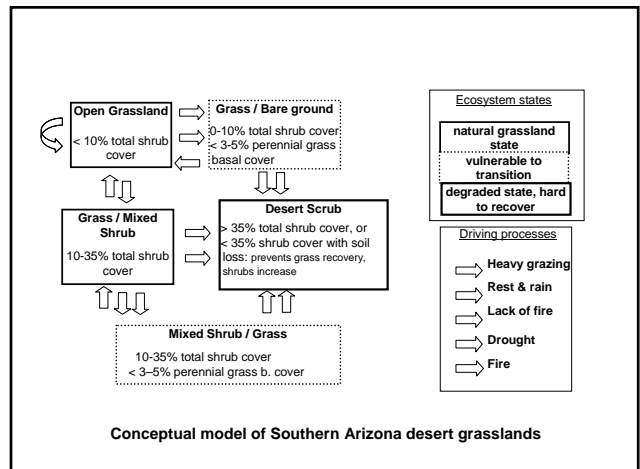 Open Grassland
< 10% total shrub
cover
Grass / Bare ground
0-10% total shrub cover
< 3-5% perennial grass
basal cover
Grass / Mixed
Shrub
10-35% total shrub
cover
Desert Scrub
> 35% total shrub cover, or
< 35% shrub cover with soil
loss: prevents grass recovery,
shrubs increase
Mixed Shrub / Grass
10-35% total shrub cover
< 3–5% perennial grass b. cover
Ecosystem states
natural grassland
state
vulnerable to
transition
degraded state, hard
to recover
Driving processes
Heavy grazing
Rest & rain
Lack of fire
Drought
Fire
Conceptual model of Southern Arizona desert grasslands